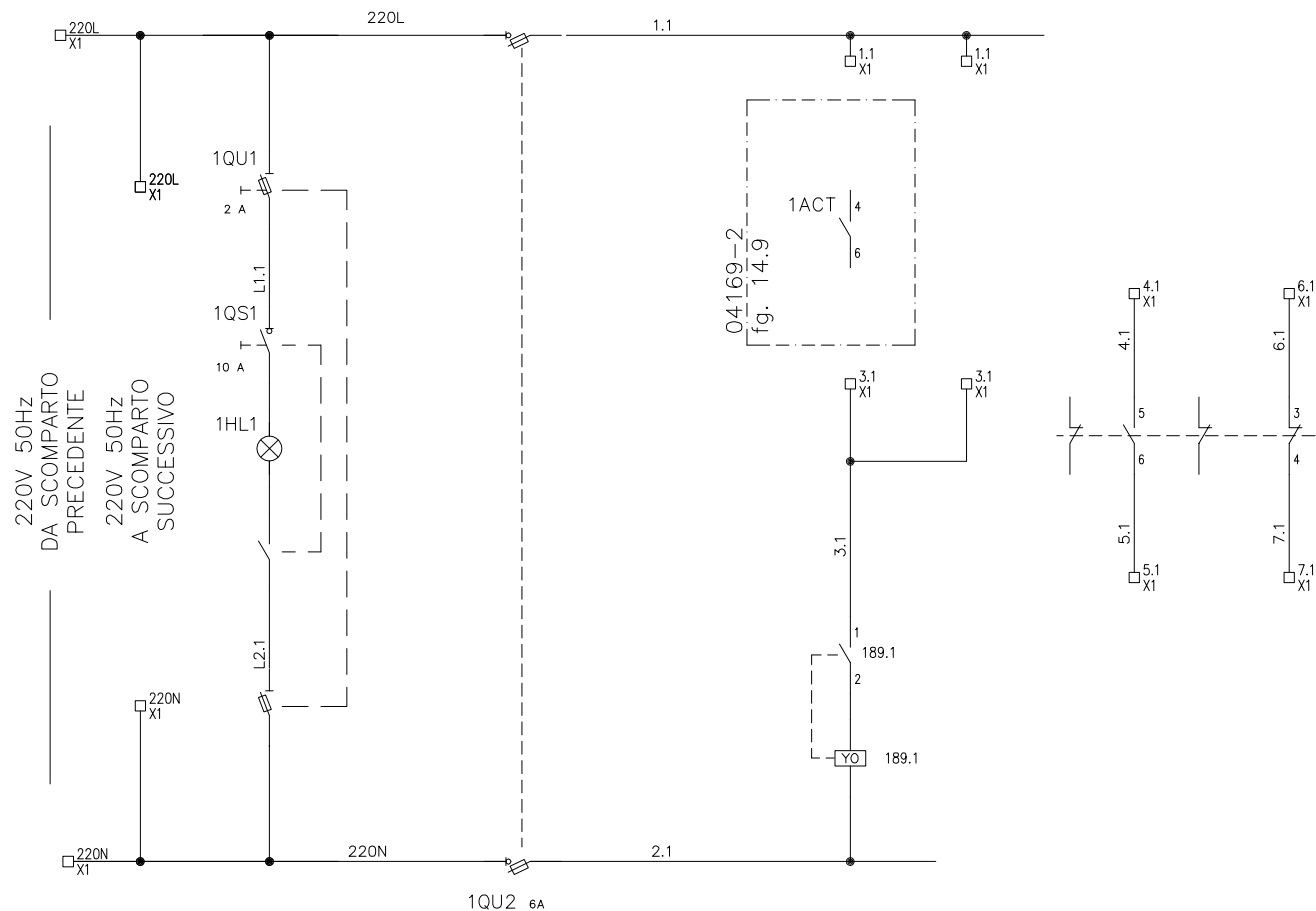 220L
X1
220L
1.1
1.1
X1
1.1
X1
220L
X1
1QU1
2 A
L1.1
1QS1
10 A
1HL1
L2.1
220V 50Hz
DA SCOMPARTO
PRECEDENTE
220V 50Hz
A SCOMPARTO
SUCCESSIVO
04169-2
fg. 14.9
1ACT
4
6
3.1
X1
3.1
X1
3.1
1
189.1
2
YO
189.1
4.1
X1
4.1
5
6
5.1
5.1
X1
6.1
X1
6.1
3
4
7.1
7.1
X1
220N
X1
220N
X1
220N
2.1
1QU2 6A